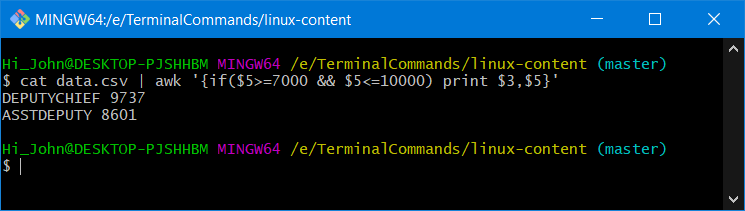 MINGW64:/e/TerminalCommands/linux-content
Hi_John@DESKTOP-PJSHHBM MINGW64 /e/TerminalCommands/linux-content (master)
$ cat data.csv | awk '{if($5>=7000 && $5<=10000) print $3,$5}'
DEPUTYCHIEF 9737
ASSTDEPUTY 8601
Hi_John@DESKTOP-PJSHHBM MINGW64 /e/TerminalCommands/linux-content (master)
$